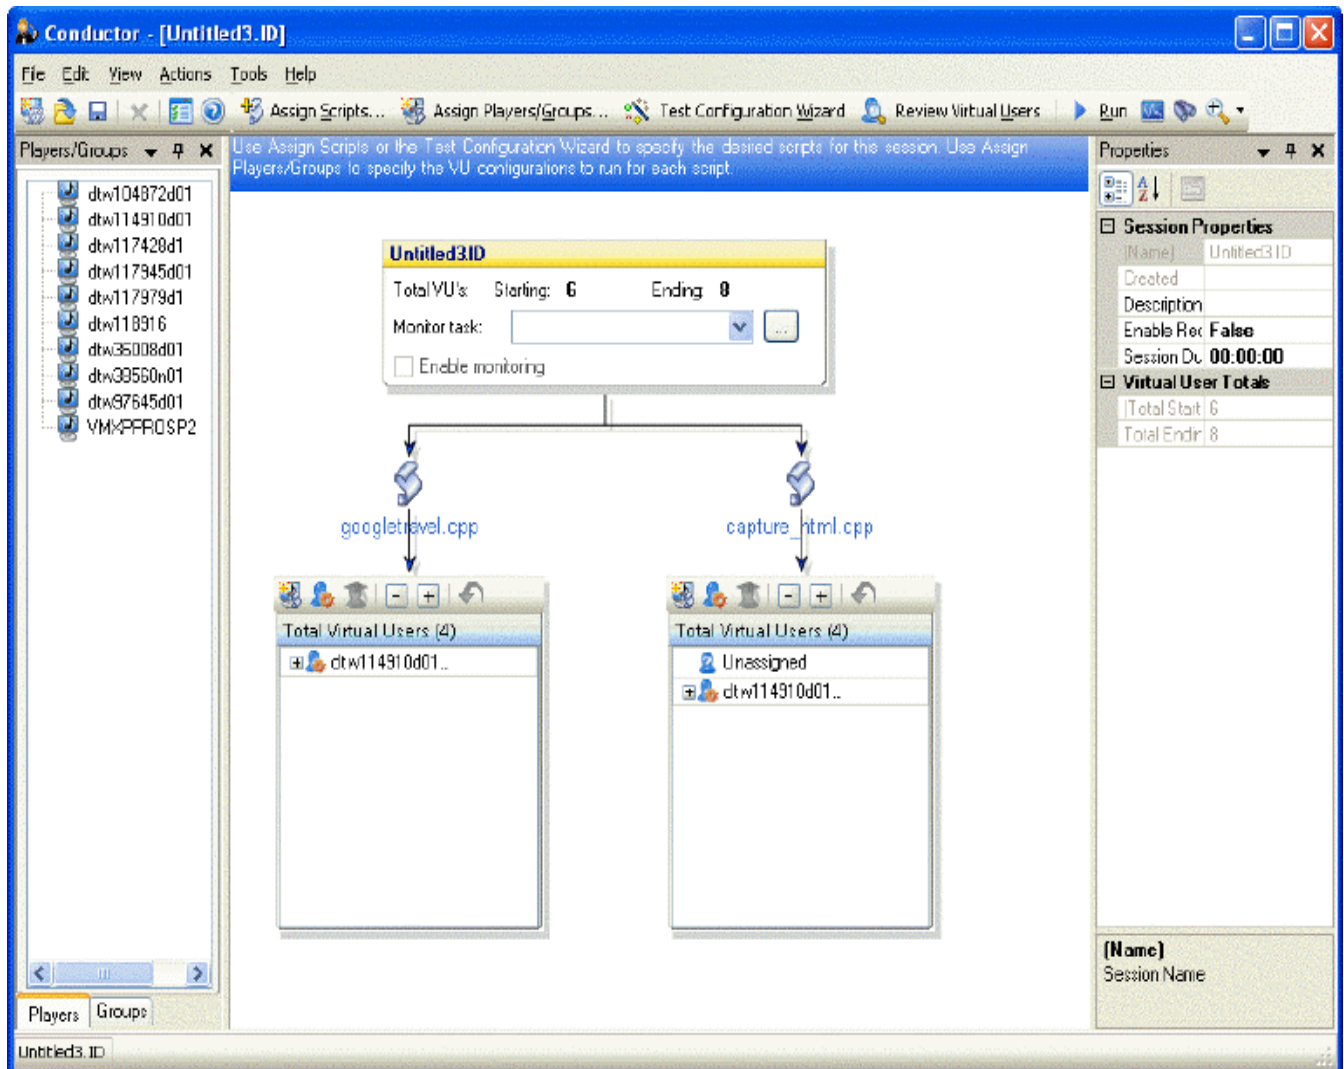 Conductor - [Untitled3.ID]
File Edit View Actions Tools Help
Assign Scripts... Assign Players/Groups... Test Configuration Wizard Review Virtual Users Run
Players/Groups
dtw104872d01
dtw114910d01
dtw117428d1
dtw117945d01
dtw117979d1
dtw118916
dtw36008d01
dtw39560n01
dtw97645d01
VMXPPROSP2
Players Groups
Use Assign Scripts or the Test Configuration Wizard to specify the desired scripts for this session. Use Assign
Players/Groups to specify the VU configurations to run for each script.
Untitled3.ID
Total VU's: Starting: 6 Ending: 8
Monitor task:
...
Enable monitoring
googletravel.cpp
capture_html.cpp
Total Virtual Users (4)
dtw114910d01..
Total Virtual Users (4)
Unassigned
dtw114910d01..
Properties
Session Properties
(Name) Untitled3.ID
Created
Description
Enable Rec False
Session Du 00:00:00
Virtual User Totals
(Total Start 6
Total Endin 8
(Name)
Session Name
Untitled3.ID